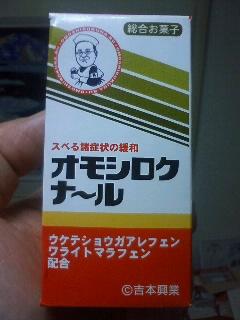 総合お菓子
スベる諸症状の緩和
オモシロク
ナ〜ル
ウケテショウガアレフェン
ワライトマラフェン
配合
©吉本興業